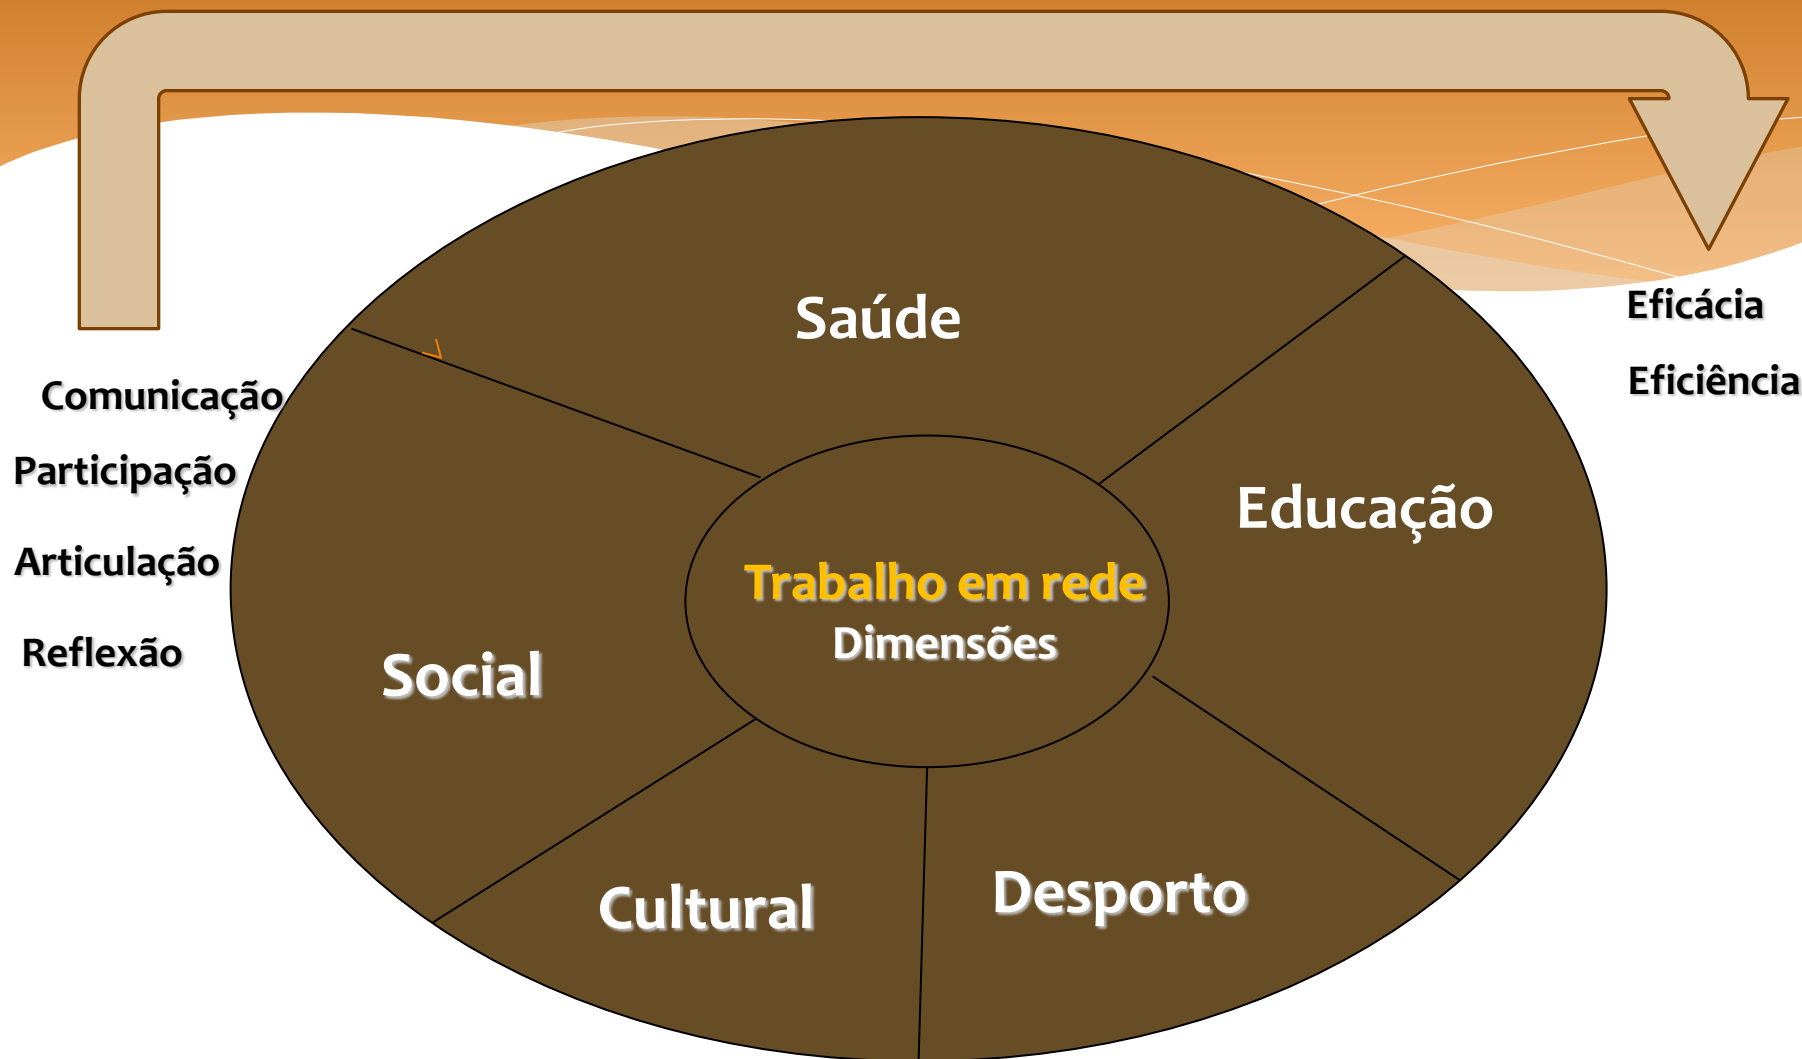 Comunicação
Participação
Articulação
Reflexão
Saúde
Educação
Trabalho em rede
Dimensões
Social
Cultural
Desporto
Eficácia
Eficiência